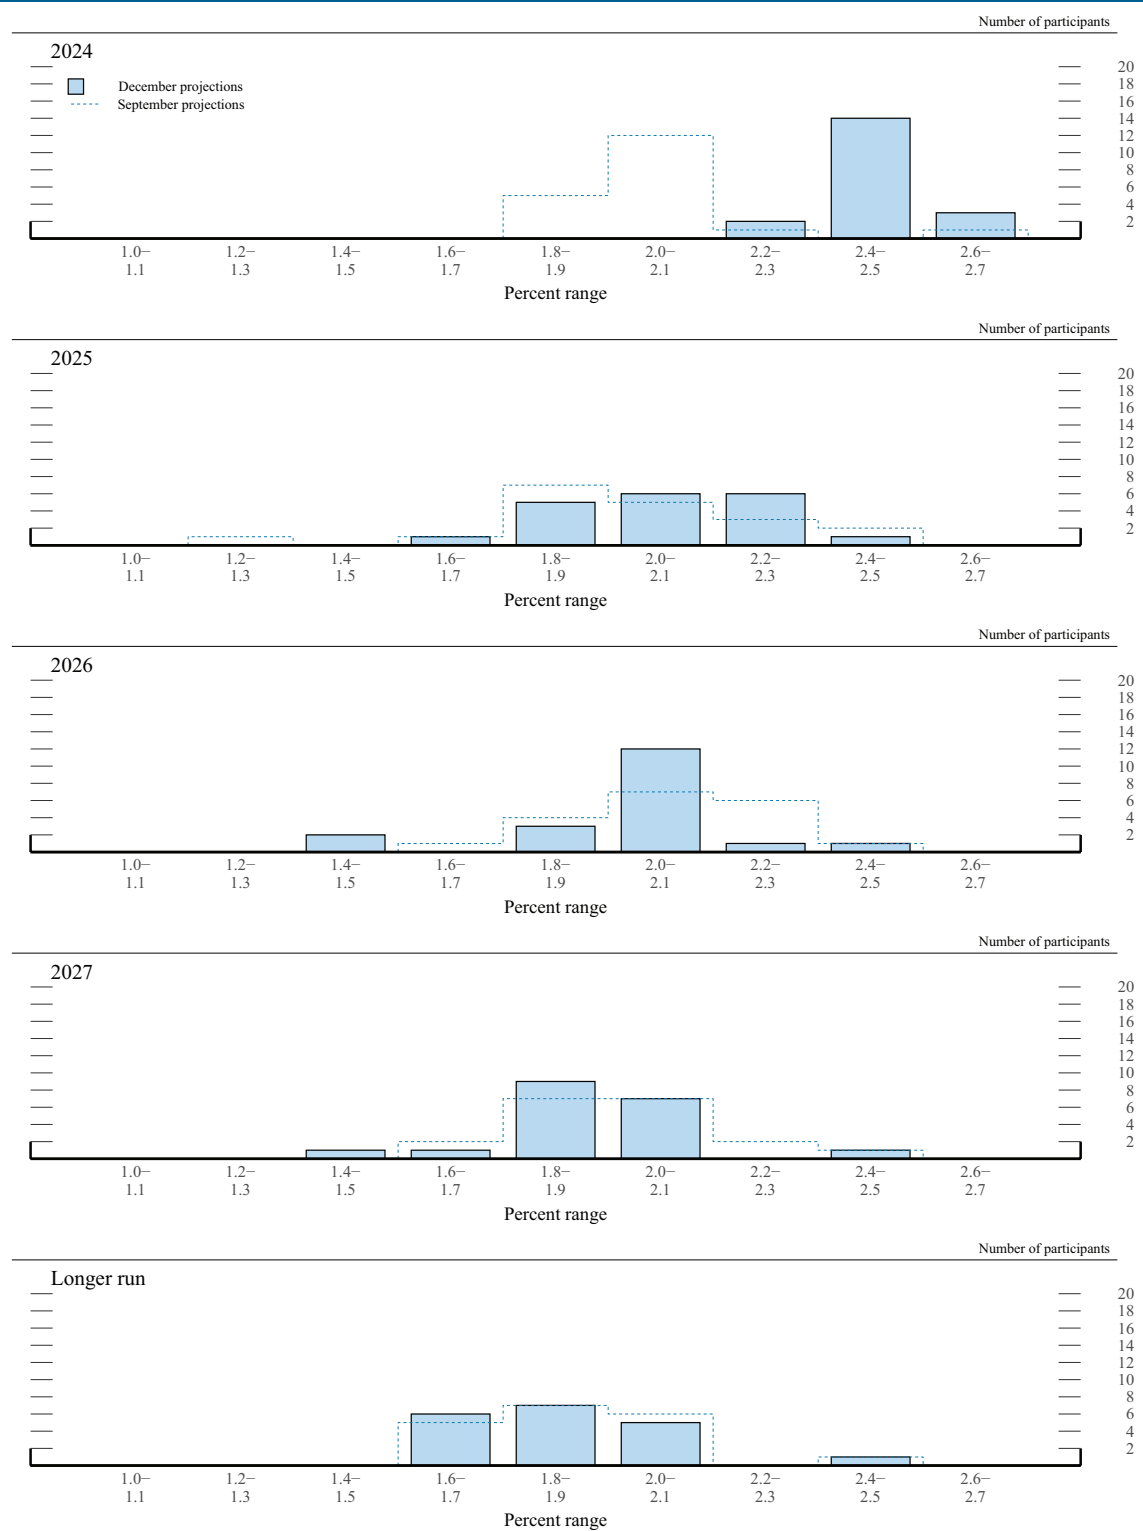 Number of participants
2024
December projections
September projections
20
18
16
14
12
10
8
6
4
2
1.0− 1.2− 1.4− 1.6− 1.8− 2.0− 2.2− 2.4− 2.6−
1.1 1.3 1.5 1.7 1.9 2.1 2.3 2.5 2.7
Percent range
Number of participants
2025
20
18
16
14
12
10
8
6
4
2
1.0− 1.2− 1.4− 1.6− 1.8− 2.0− 2.2− 2.4− 2.6−
1.1 1.3 1.5 1.7 1.9 2.1 2.3 2.5 2.7
Percent range
Number of participants
2026
20
18
16
14
12
10
8
6
4
2
1.0− 1.2− 1.4− 1.6− 1.8− 2.0− 2.2− 2.4− 2.6−
1.1 1.3 1.5 1.7 1.9 2.1 2.3 2.5 2.7
Percent range
Number of participants
2027
20
18
16
14
12
10
8
6
4
2
1.0− 1.2− 1.4− 1.6− 1.8− 2.0− 2.2− 2.4− 2.6−
1.1 1.3 1.5 1.7 1.9 2.1 2.3 2.5 2.7
Percent range
Number of participants
Longer run
20
18
16
14
12
10
8
6
4
2
1.0− 1.2− 1.4− 1.6− 1.8− 2.0− 2.2− 2.4− 2.6−
1.1 1.3 1.5 1.7 1.9 2.1 2.3 2.5 2.7
Percent range